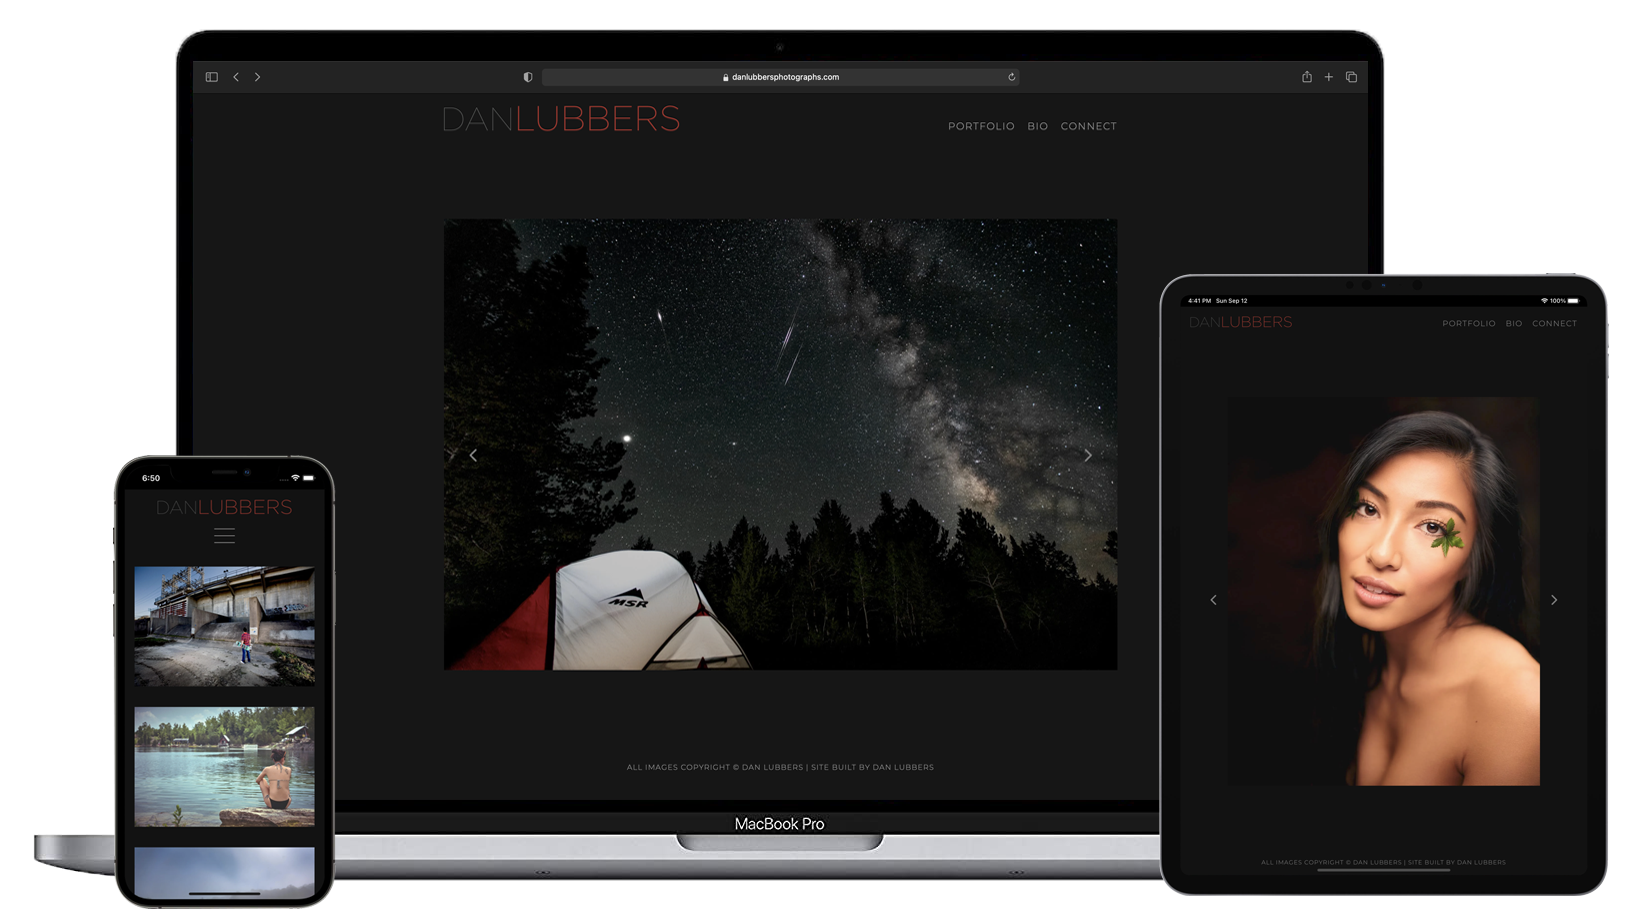 danlubbersphotographs.com
DANLUBBERS
PORTFOLIO BIO CONNECT
MSR
ALL IMAGES COPYRIGHT © DAN LUBBERS | SITE BUILT BY DAN LUBBERS
MacBook Pro
6:50
DANLUBBERS
4:41 PM Sun Sep 12
100%
DANLUBBERS
PORTFOLIO BIO CONNECT
ALL IMAGES COPYRIGHT © DAN LUBBERS | SITE BUILT BY DAN LUBBERS